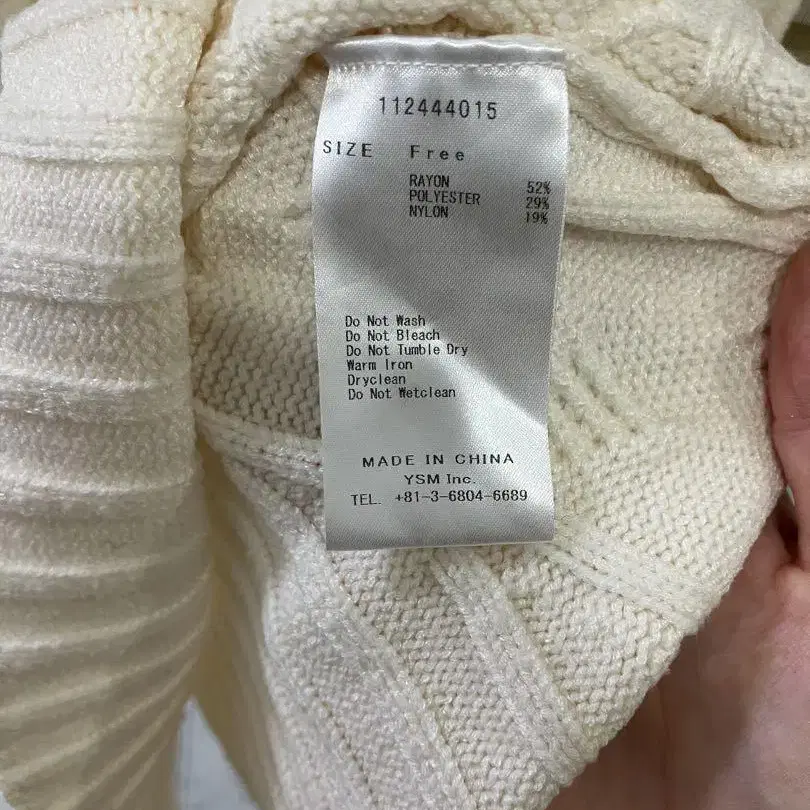 112444015
SIZE Free
RAYON 52%
POLYESTER 29%
NYLON 19%
Do Not Wash
Do Not Bleach
Do Not Tumble Dry
Warm Iron
Dryclean
Do Not Wetclean
MADE IN CHINA
YSM Inc.
TEL. +81-3-6804-6689